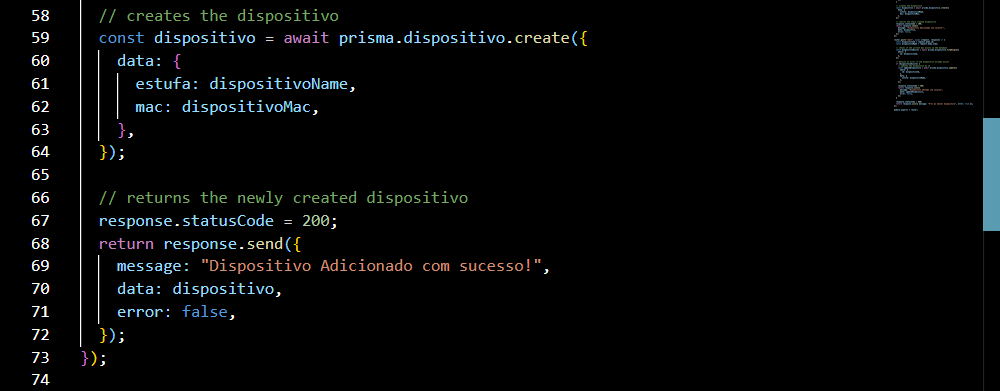 58 // creates the dispositivo
59 const dispositivo = await prisma.dispositivo.create({
60 data: {
61 estufa: dispositivoName,
62 mac: dispositivoMac,
63 },
64 });
65
66 // returns the newly created dispositivo
67 response.statusCode = 200;
68 return response.send({
69 message: "Dispositivo Adicionado com sucesso!",
70 data: dispositivo,
71 error: false,
72 });
73 });
74